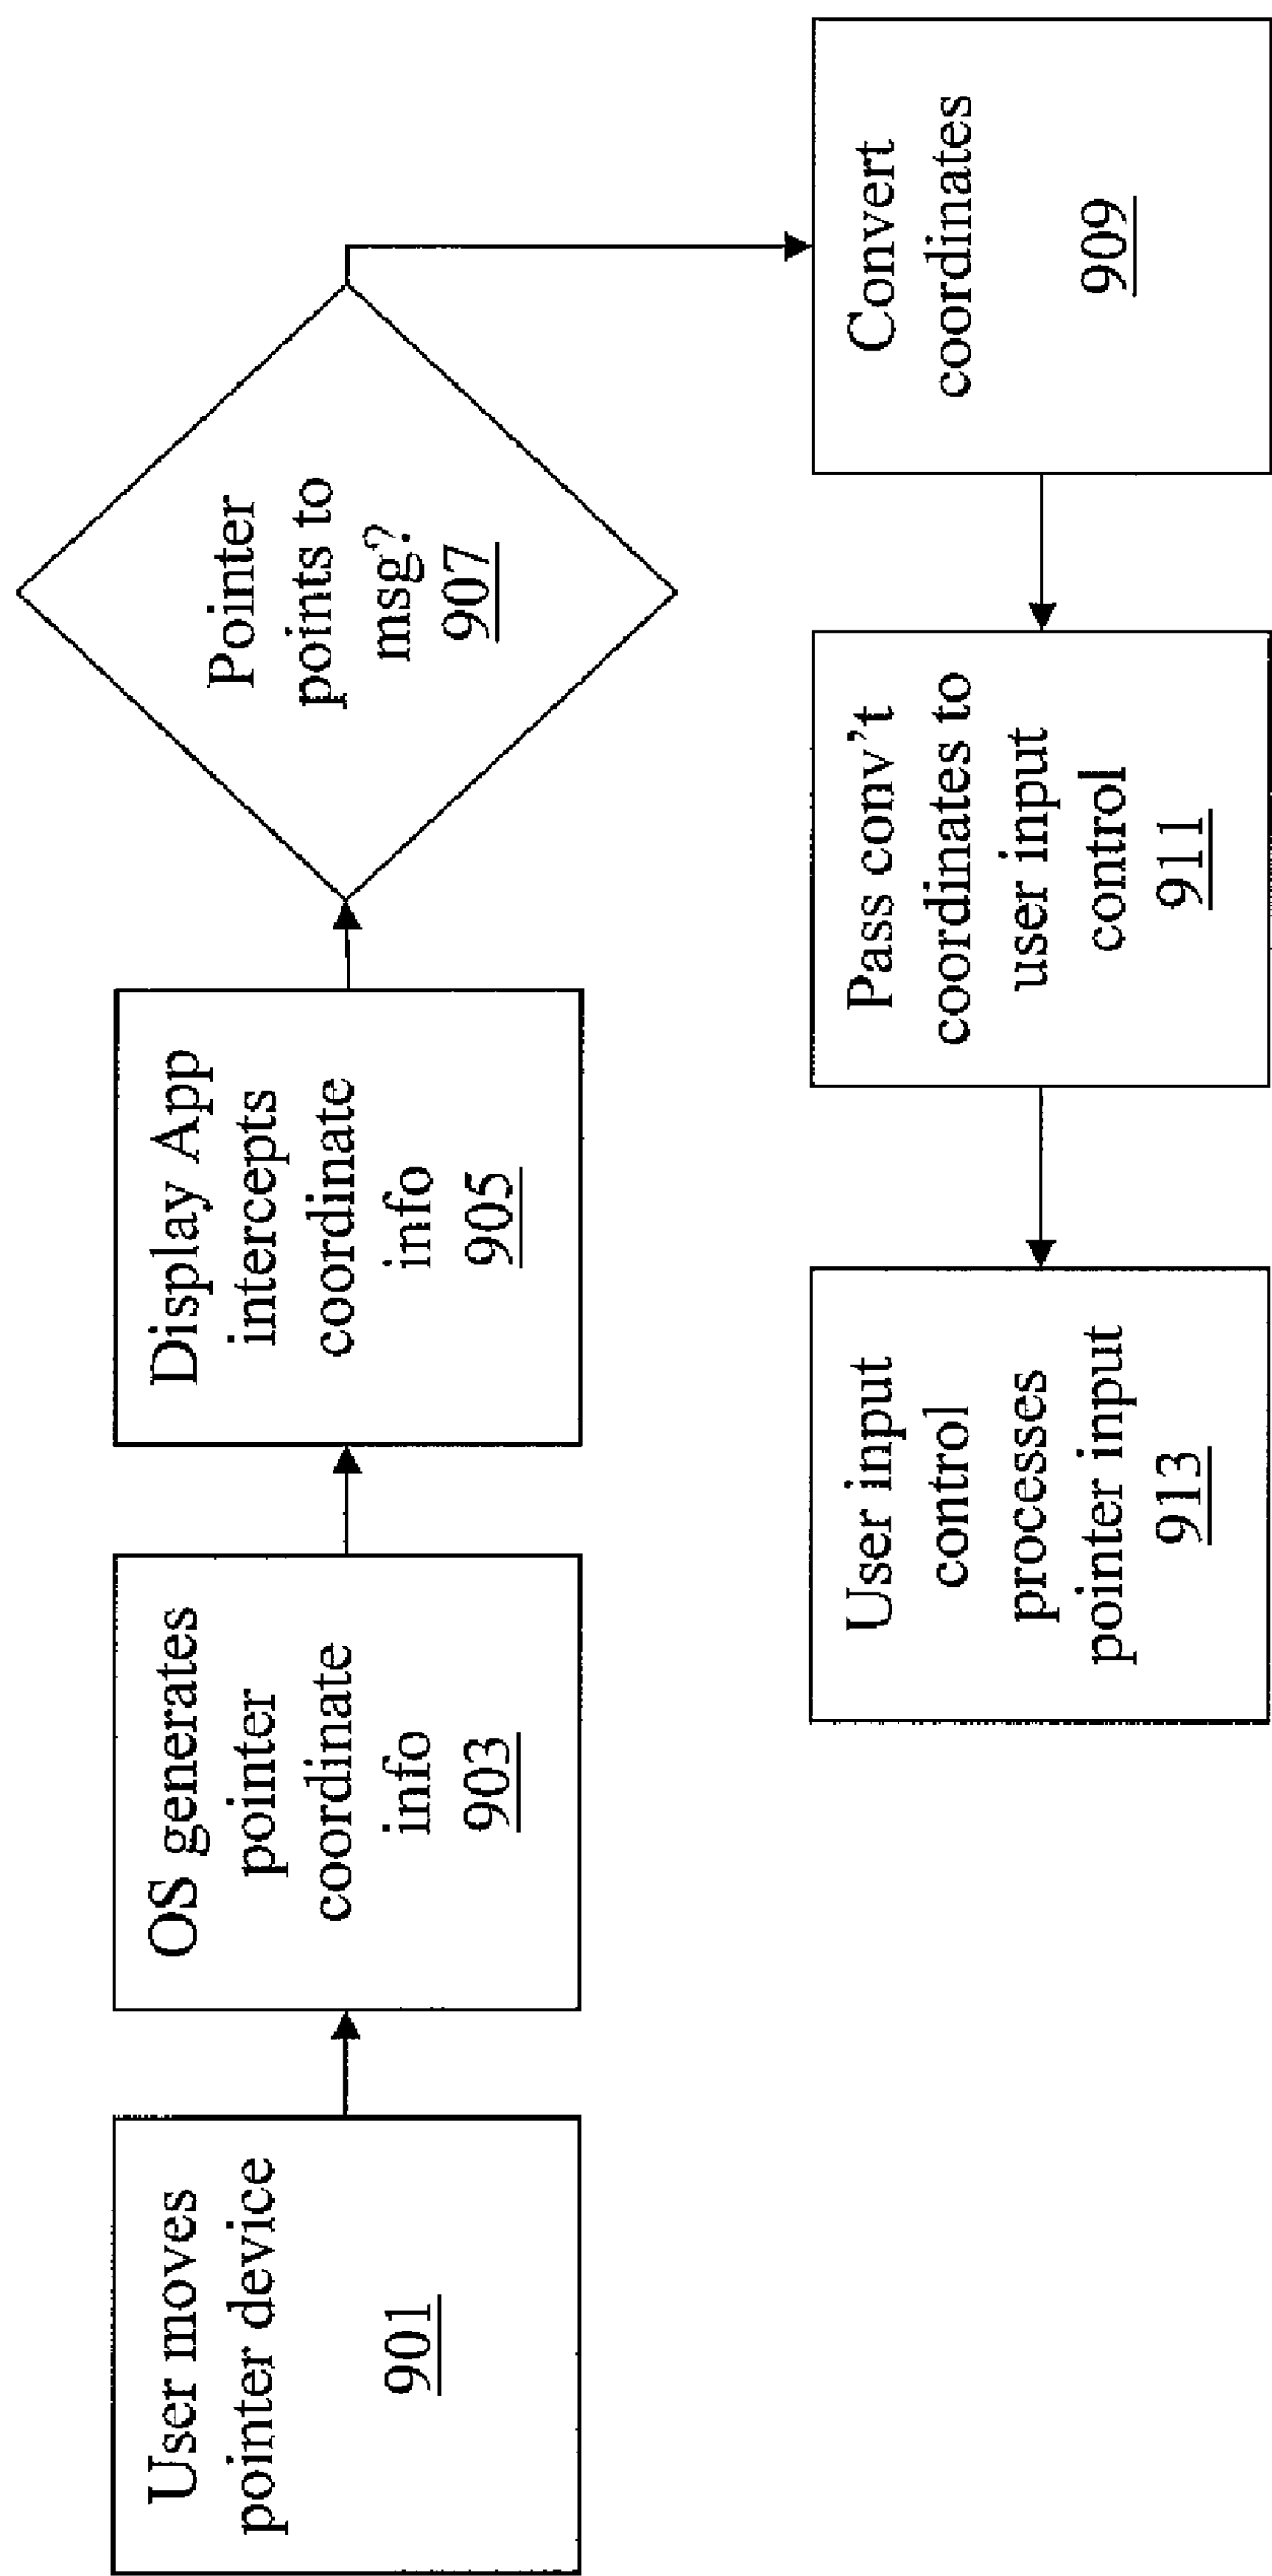 User moves
pointer device
901
OS generates
pointer
coordinate
info
903
Display App
intercepts
coordinate
info
905
Pointer
points to
msg?
907
Convert
coordinates
909
Pass conv't
coordinates to
user input
control
911
User input
control
processes
pointer input
913